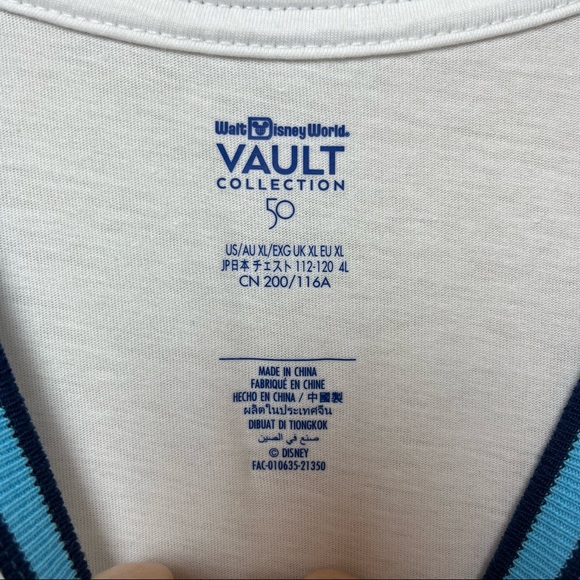 Walt Disney World.
VAULT
COLLECTION
50
US/AU XL/EXG UK XL EU XL
JP日本 チェスト 112-120 4L
CN 200/116A
MADE IN CHINA
FABRIQUÉ EN CHINE
HECHO EN CHINA / 中國製
ผลิตในประเทศจีน
DIBUAT DI TIONGKOK
صنع في الصين
© DISNEY
FAC-010635-21350